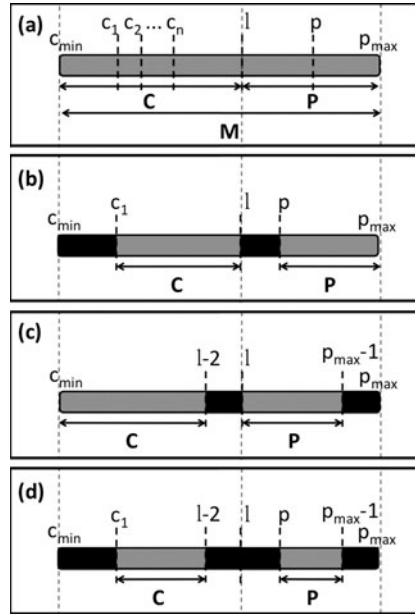 (a)
c1 c2 ... cn l p
cmin pmax
C P
M
(b)
c1 l p
cmin pmax
C P
(c)
l-2 l pmax-1
cmin pmax
C P
(d)
c1 l-2 l p pmax-1
cmin pmax
C P